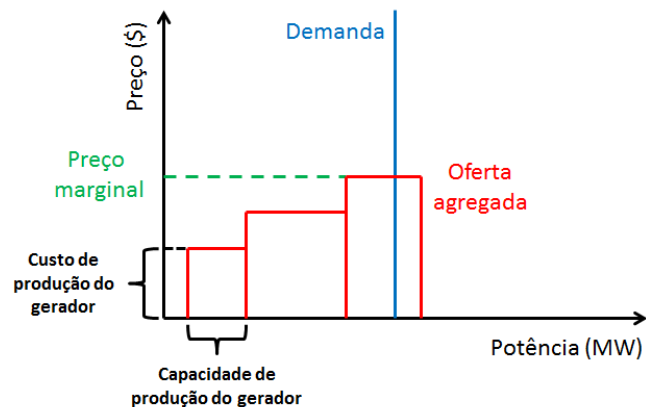 Preço ($)
Demanda
Preço
marginal
Oferta
agregada
Custo de
produção do
gerador
Potência (MW)
Capacidade de
produção do gerador